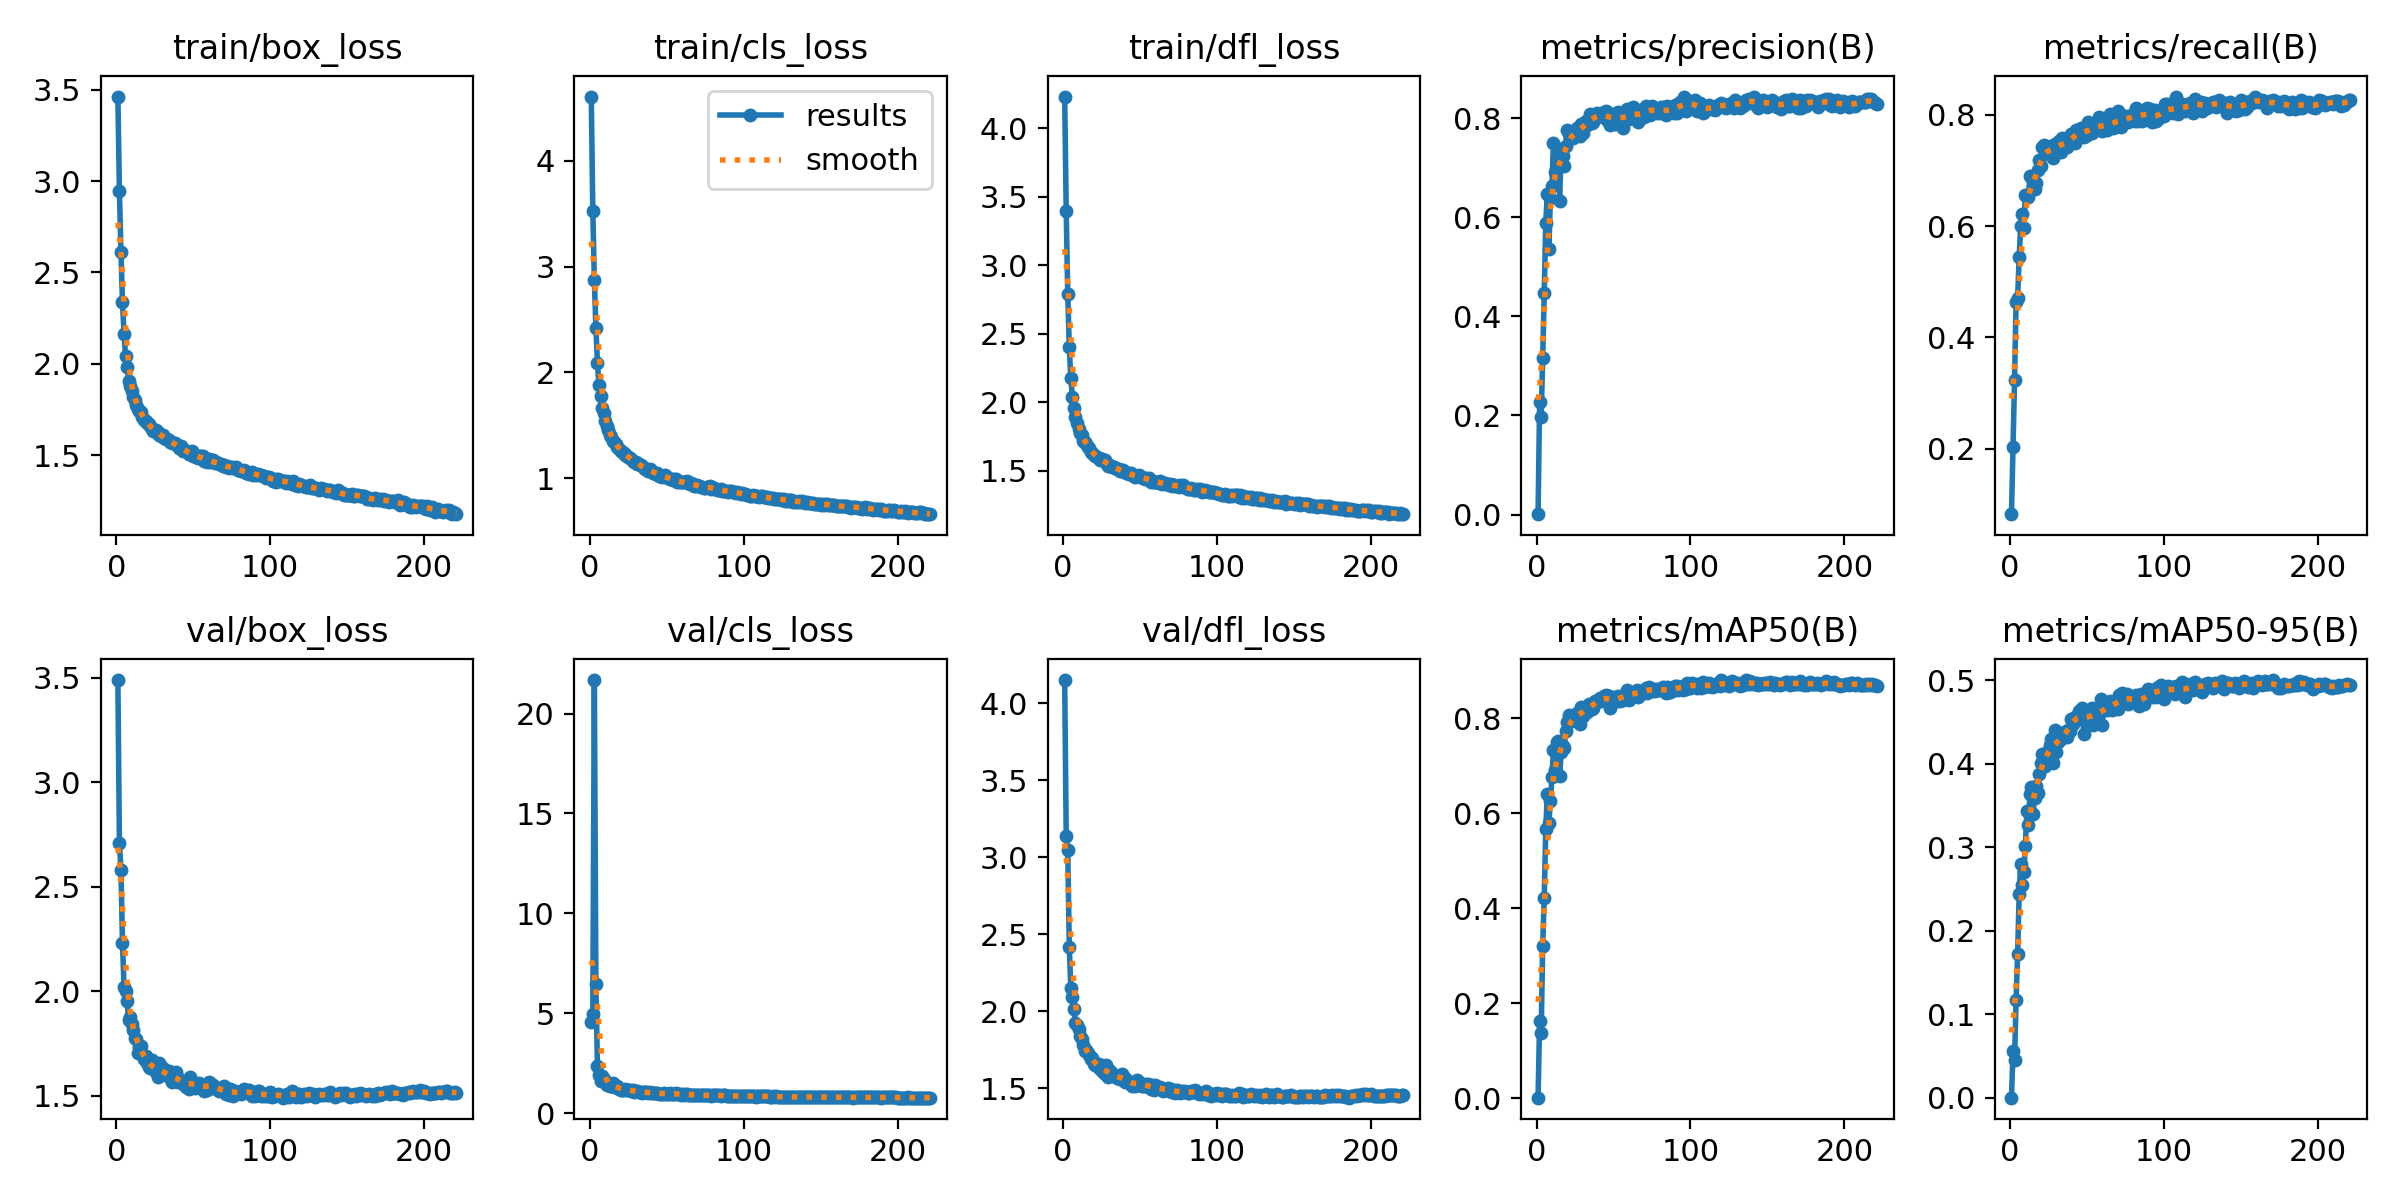 train/box_loss
3.5
3.0
2.5
2.0
1.5
0 100 200
train/cls_loss
results
smooth
4
3
2
1
0 100 200
train/dfl_loss
4.0
3.5
3.0
2.5
2.0
1.5
0 100 200
metrics/precision(B)
0.8
0.6
0.4
0.2
0.0
0 100 200
metrics/recall(B)
0.8
0.6
0.4
0.2
0 100 200
val/box_loss
3.5
3.0
2.5
2.0
1.5
0 100 200
val/cls_loss
20
15
10
5
0
0 100 200
val/dfl_loss
4.0
3.5
3.0
2.5
2.0
1.5
0 100 200
metrics/mAP50(B)
0.8
0.6
0.4
0.2
0.0
0 100 200
metrics/mAP50-95(B)
0.5
0.4
0.3
0.2
0.1
0.0
0 100 200